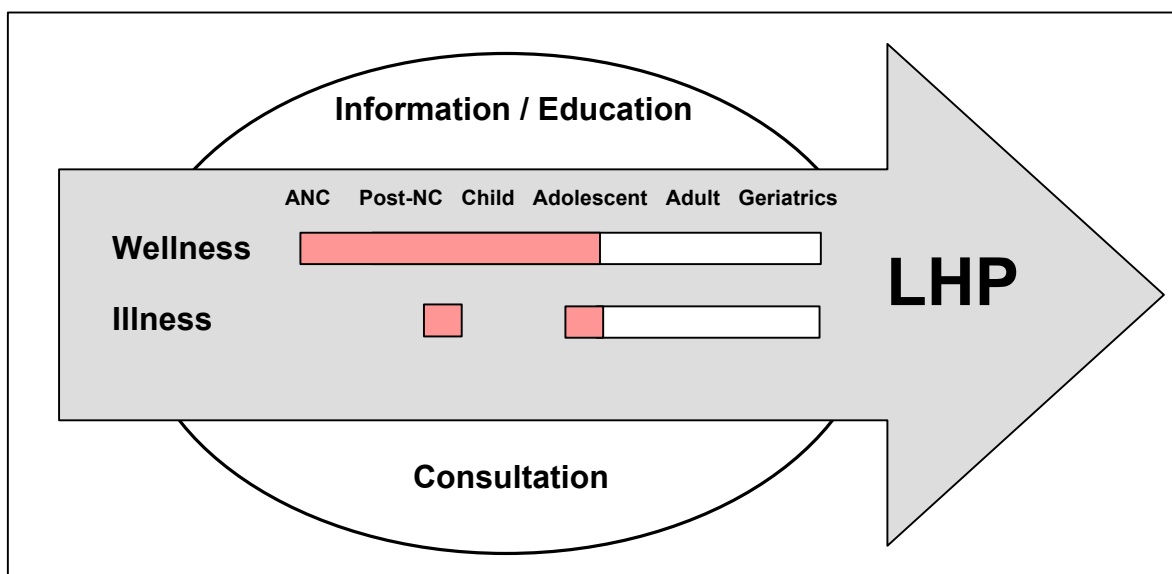 Information / Education
ANC Post-NC Child Adolescent Adult Geriatrics
Wellness
LHP
Illness
Consultation